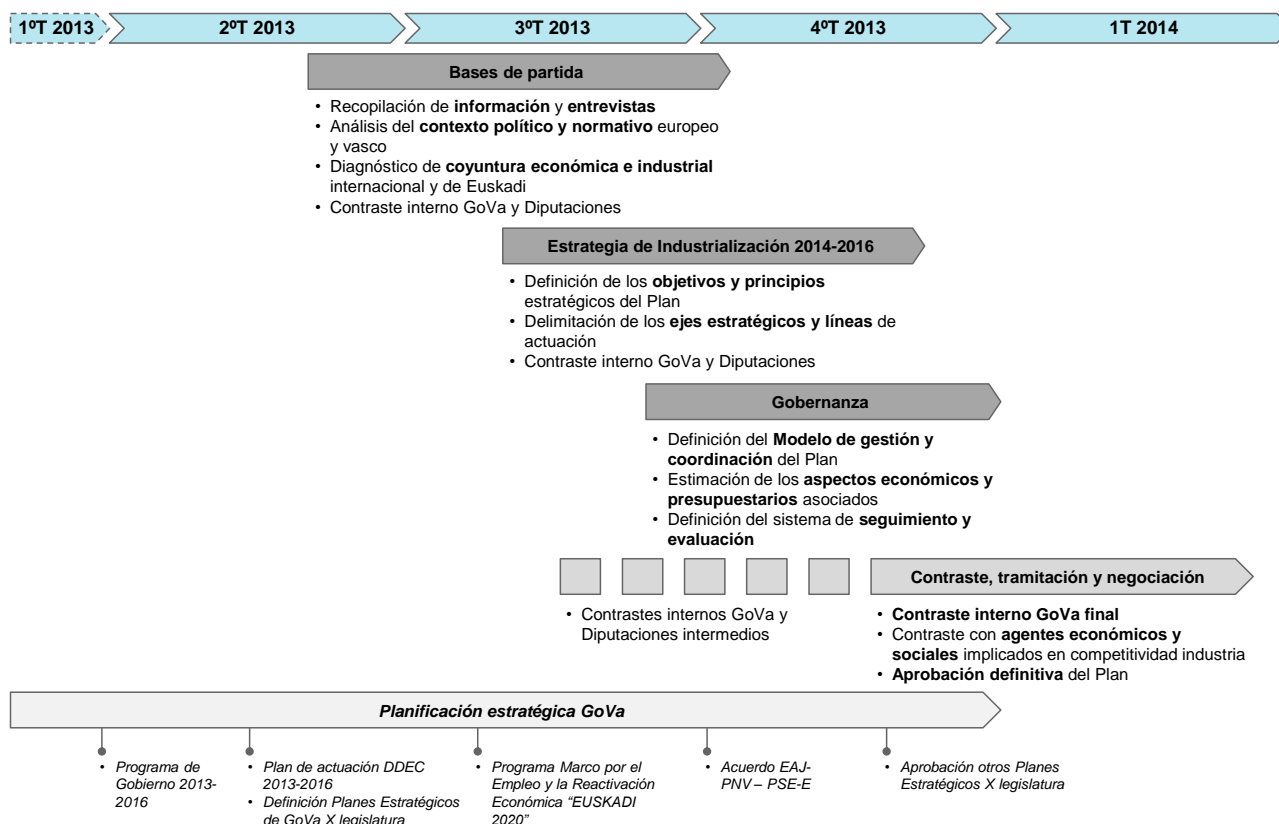 1ºT 2013
2ºT 2013
3ºT 2013
4ºT 2013
1T 2014
Bases de partida
• Recopilación de información y entrevistas
• Análisis del contexto político y normativo europeo
y vasco
• Diagnóstico de coyuntura económica e industrial
internacional y de Euskadi
• Contraste interno GoVa y Diputaciones
Estrategia de Industrialización 2014-2016
• Definición de los objetivos y principios
estratégicos del Plan
• Delimitación de los ejes estratégicos y líneas de
actuación
• Contraste interno GoVa y Diputaciones
Gobernanza
• Definición del Modelo de gestión y
coordinación del Plan
• Estimación de los aspectos económicos y
presupuestarios asociados
• Definición del sistema de seguimiento y
evaluación
Contraste, tramitación y negociación
• Contrastes internos GoVa y
Diputaciones intermedios
• Contraste interno GoVa final
• Contraste con agentes económicos y
sociales implicados en competitividad industria
• Aprobación definitiva del Plan
Planificación estratégica GoVa
• Programa de
Gobierno 2013-
2016
• Plan de actuación DDEC
2013-2016
• Definición Planes Estratégicos
de GoVa X legislatura
• Programa Marco por el
Empleo y la Reactivación
Económica “EUSKADI
2020”
• Acuerdo EAJ-
PNV – PSE-E
• Aprobación otros Planes
Estratégicos X legislatura